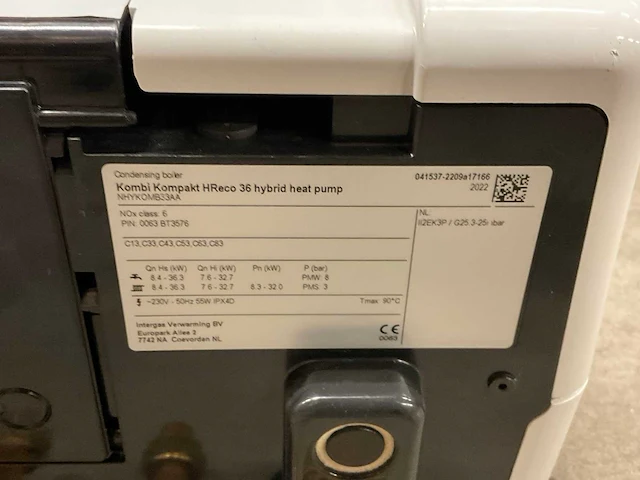 Condensing boiler
Kombi Kompakt HReco 36 hybrid heat pump
NHYKOMB33AA
041537-2209a17166
2022
NOx class: 6
PIN: 0063 BT3576
NL:
II2EK3P / G25.3-25mbar
C13,C33,C43,C53,C63,C83
Qn Hs (kW) Qn Hi (kW) Pn (kW) P (bar)
8.4 - 36.3 7.6 - 32.7 PMW: 8
8.4 - 36.3 7.6 - 32.7 8.3 - 32.0 PMS: 3
~230V - 50Hz 55W IPX4D Tmax: 90°C
Intergas Verwarming BV
Europark Allee 2
7742 NA Coevorden NL
CE
0063